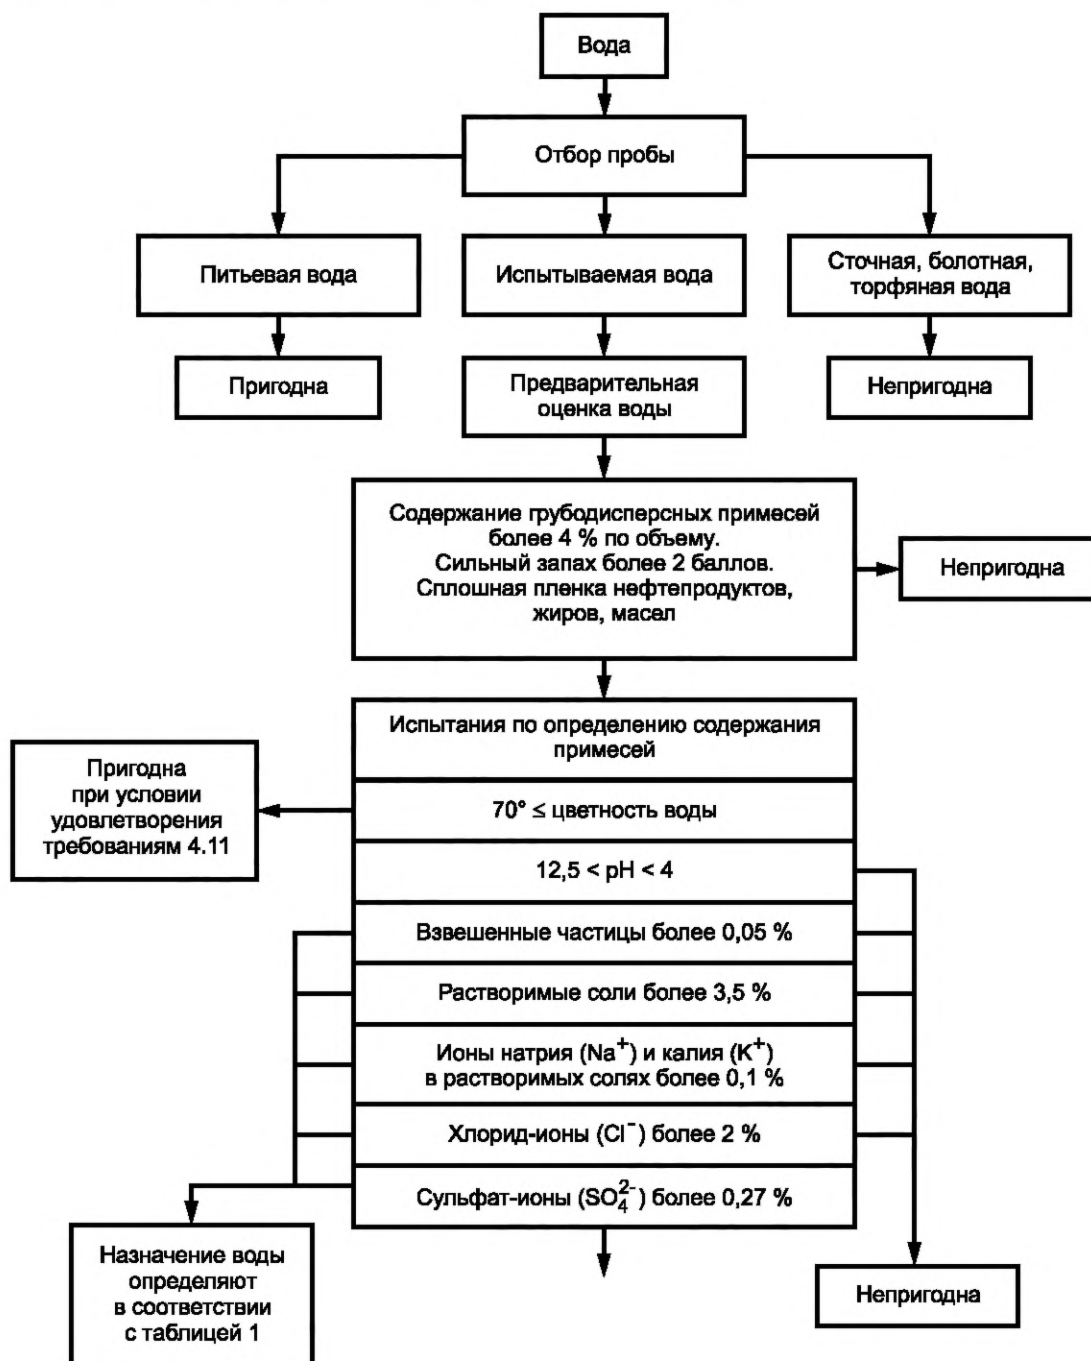 Вода
Отбор пробы
Питьевая вода
Испытываемая вода
Сточная, болотная,
торфяная вода
Пригодна
Предварительная
оценка воды
Непригодна
Содержание грубодисперсных примесей
более 4 % по объему.
Сильный запах более 2 баллов.
Сплошная пленка нефтепродуктов,
жиров, масел
Непригодна
Испытания по определению содержания
примесей
Пригодна
при условии
удовлетворения
требованиям 4.11
70° ≤ цветность воды
12,5 < pH < 4
Взвешенные частицы более 0,05 %
Растворимые соли более 3,5 %
Ионы натрия (Na⁺) и калия (K⁺)
в растворимых солях более 0,1 %
Хлорид-ионы (Cl⁻) более 2 %
Сульфат-ионы (SO₄²⁻) более 0,27 %
Назначение воды
определяют
в соответствии
с таблицей 1
Непригодна